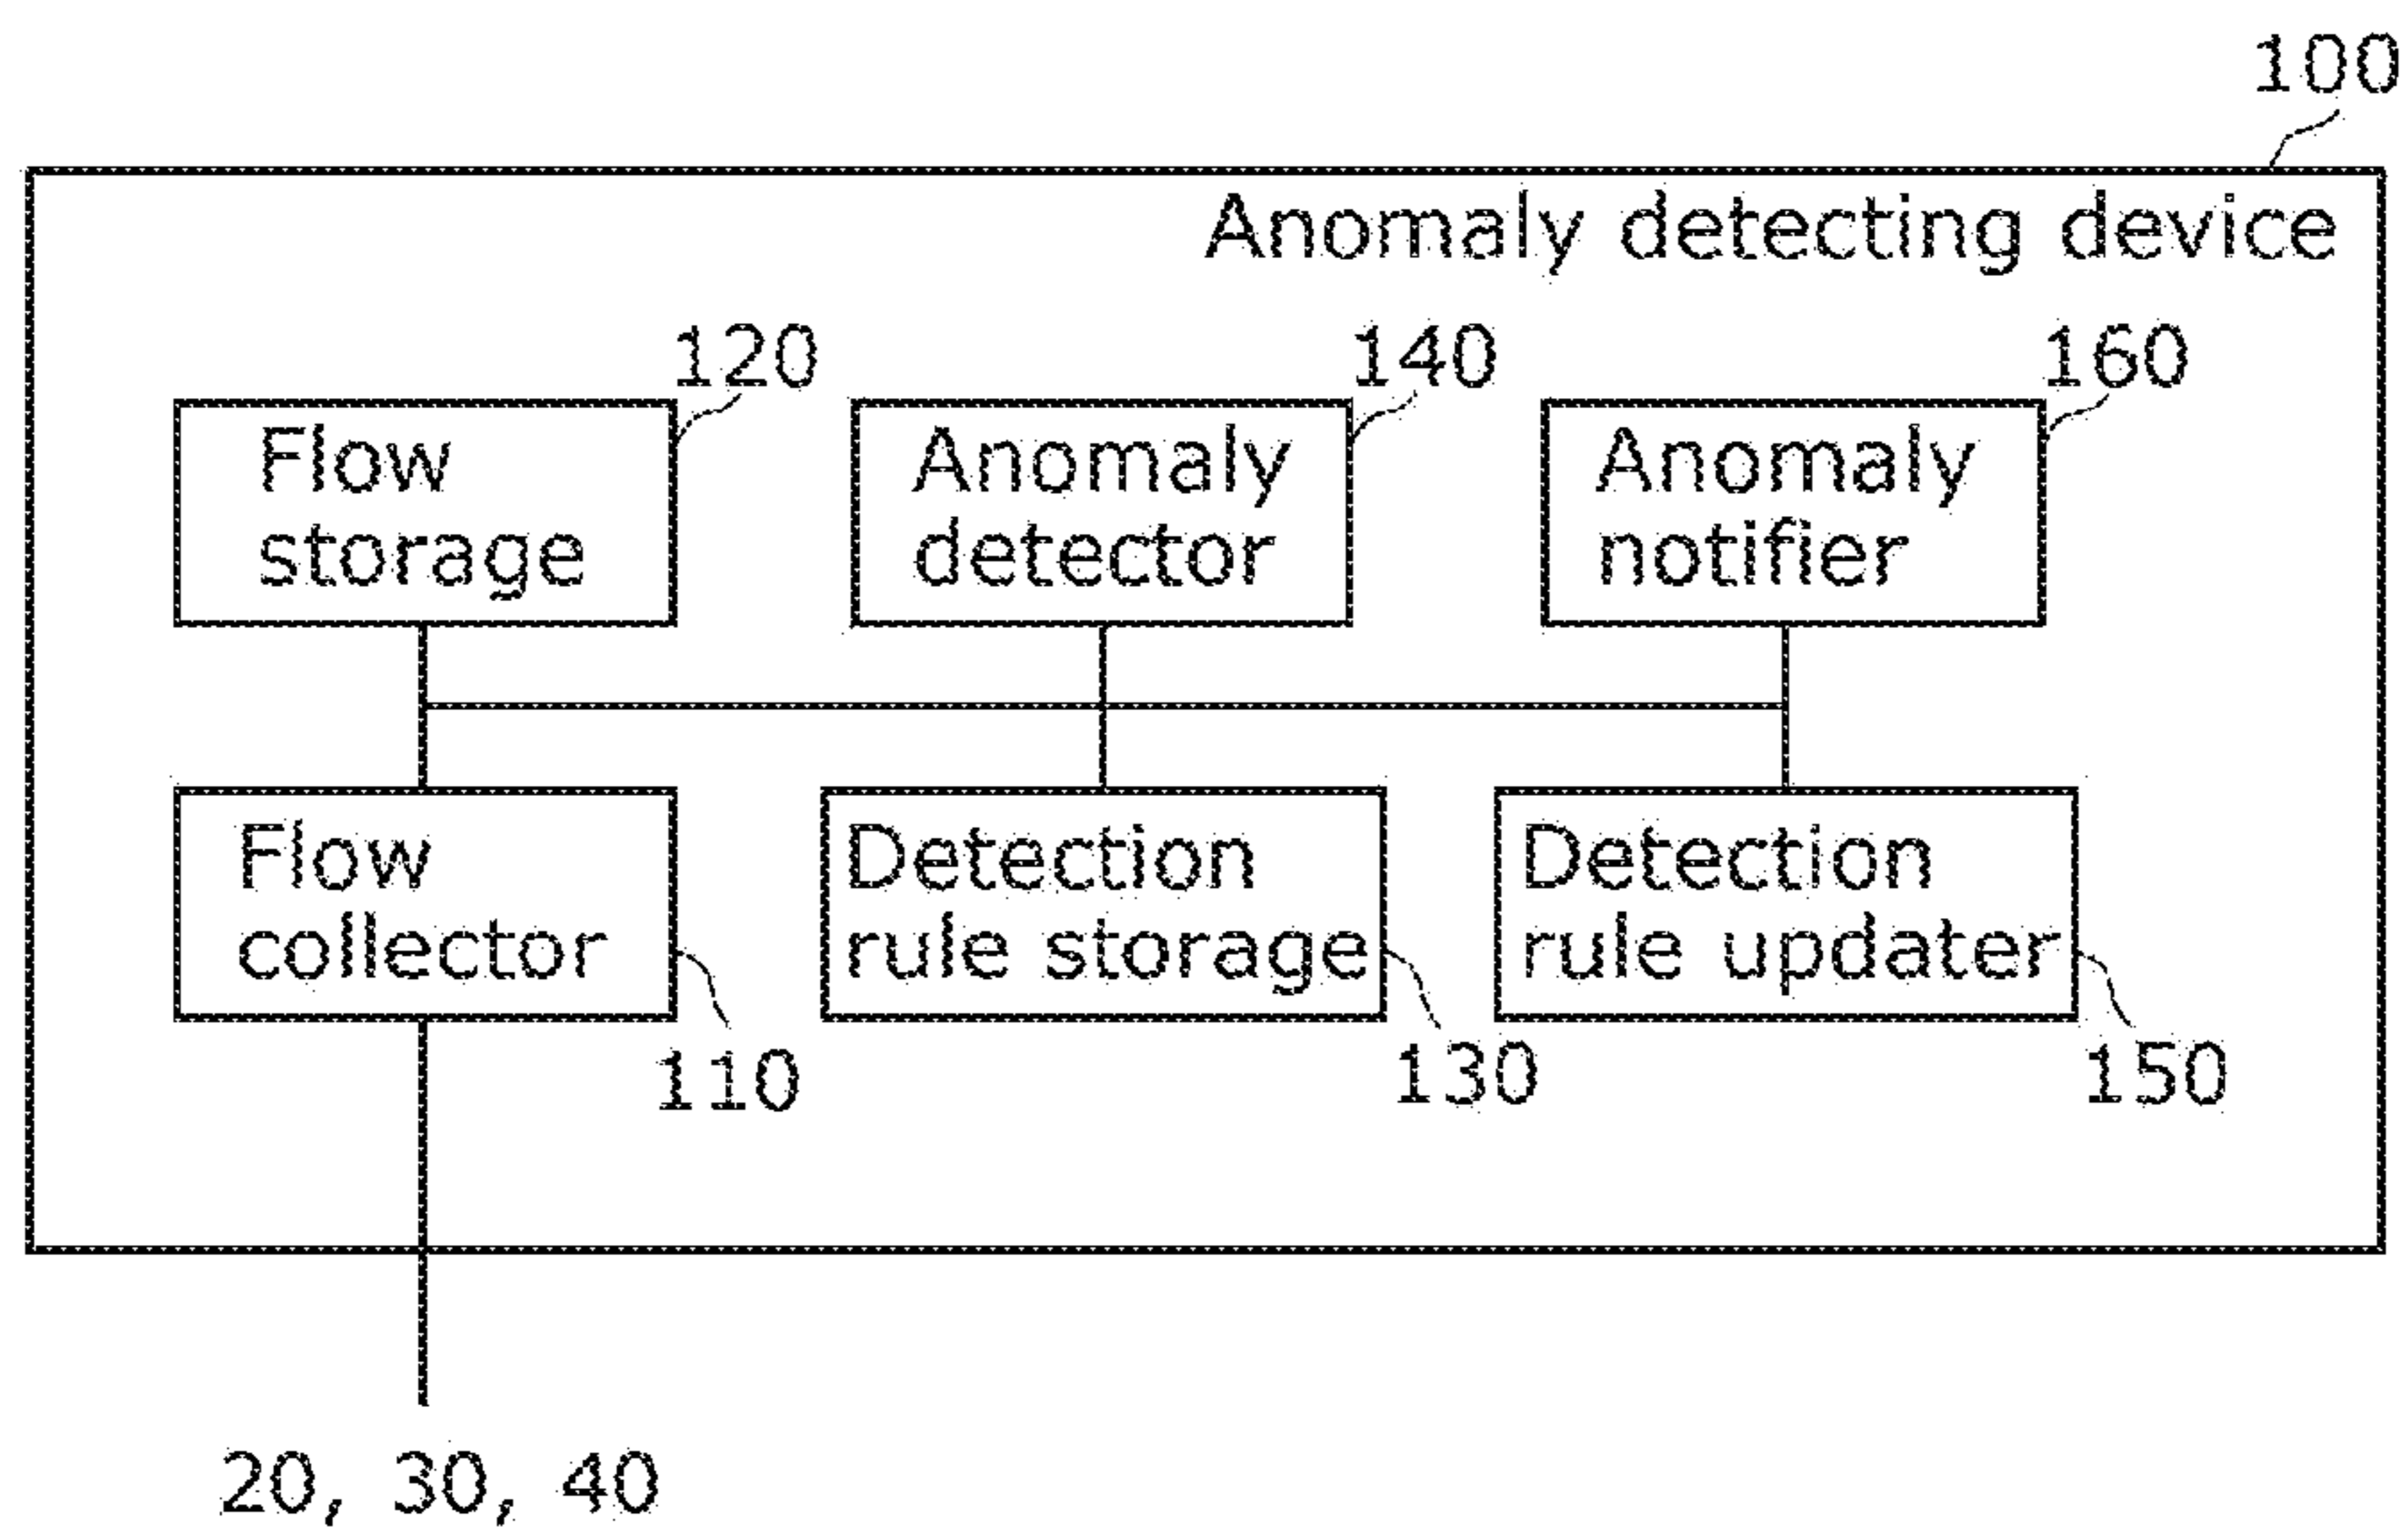 100
Anomaly detecting device
120
140
160
Flow
storage
Anomaly
detector
Anomaly
notifier
Flow
collector
Detection
rule storage
Detection
rule updater
110
130
150
20, 30, 40